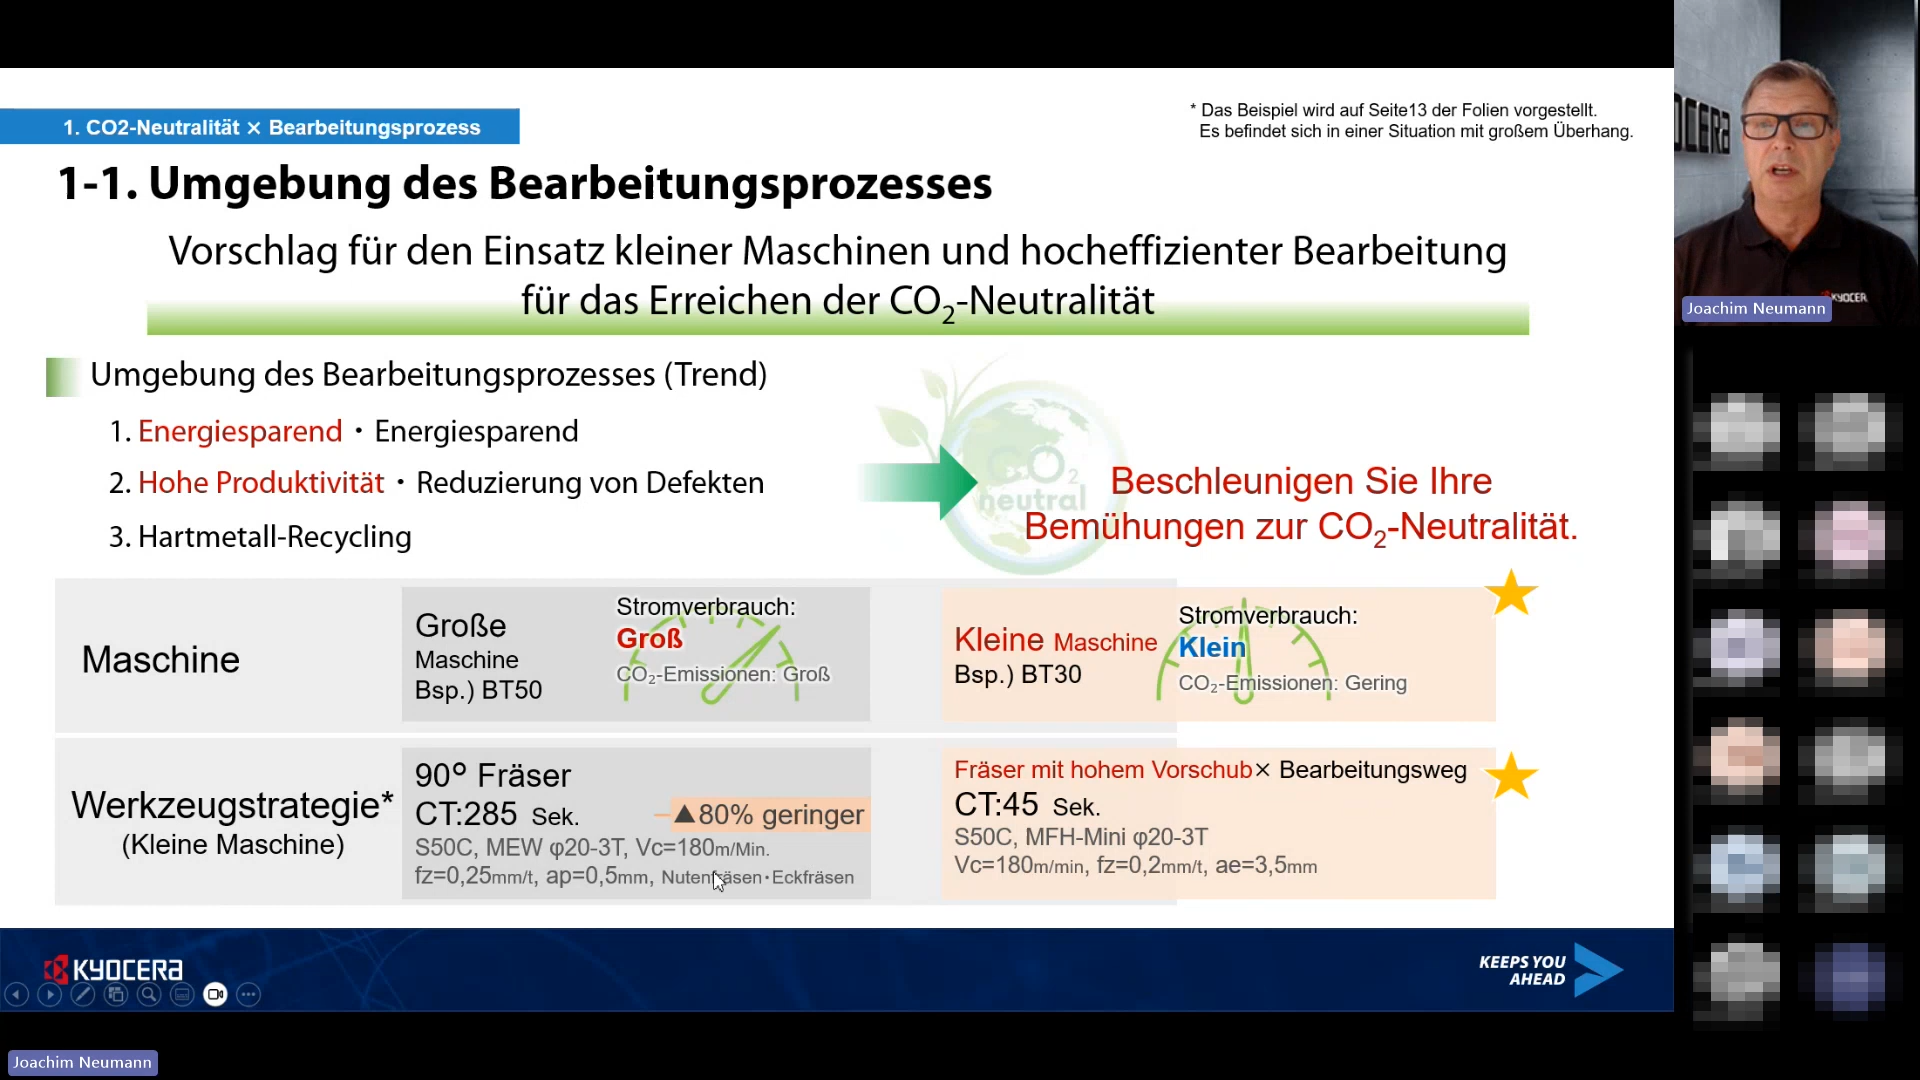 1. CO2-Neutralität × Bearbeitungsprozess
* Das Beispiel wird auf Seite13 der Folien vorgestellt.
Es befindet sich in einer Situation mit großem Überhang.
1-1. Umgebung des Bearbeitungsprozesses
Vorschlag für den Einsatz kleiner Maschinen und hocheffizienter Bearbeitung
für das Erreichen der CO₂-Neutralität
Umgebung des Bearbeitungsprozesses (Trend)
1. Energiesparend・Energiesparend
2. Hohe Produktivität・Reduzierung von Defekten
3. Hartmetall-Recycling
CO₂
neutral
Beschleunigen Sie Ihre
Bemühungen zur CO₂-Neutralität.
Maschine
Große
Maschine
Bsp.) BT50
Stromverbrauch:
Groß
CO₂-Emissionen: Groß
Kleine Maschine
Bsp.) BT30
Stromverbrauch:
Klein
CO₂-Emissionen: Gering
Werkzeugstrategie*
(Kleine Maschine)
90° Fräser
CT:285 Sek.
▲80% geringer
S50C, MEW φ20-3T, Vc=180m/Min.
fz=0,25mm/t, ap=0,5mm, Nutenfräsen・Eckfräsen
Fräser mit hohem Vorschub× Bearbeitungsweg
CT:45 Sek.
S50C, MFH-Mini φ20-3T
Vc=180m/min, fz=0,2mm/t, ae=3,5mm
KYOCERA
KEEPS YOU
AHEAD
OCERA
KYOCERA
Joachim Neumann
Joachim Neumann